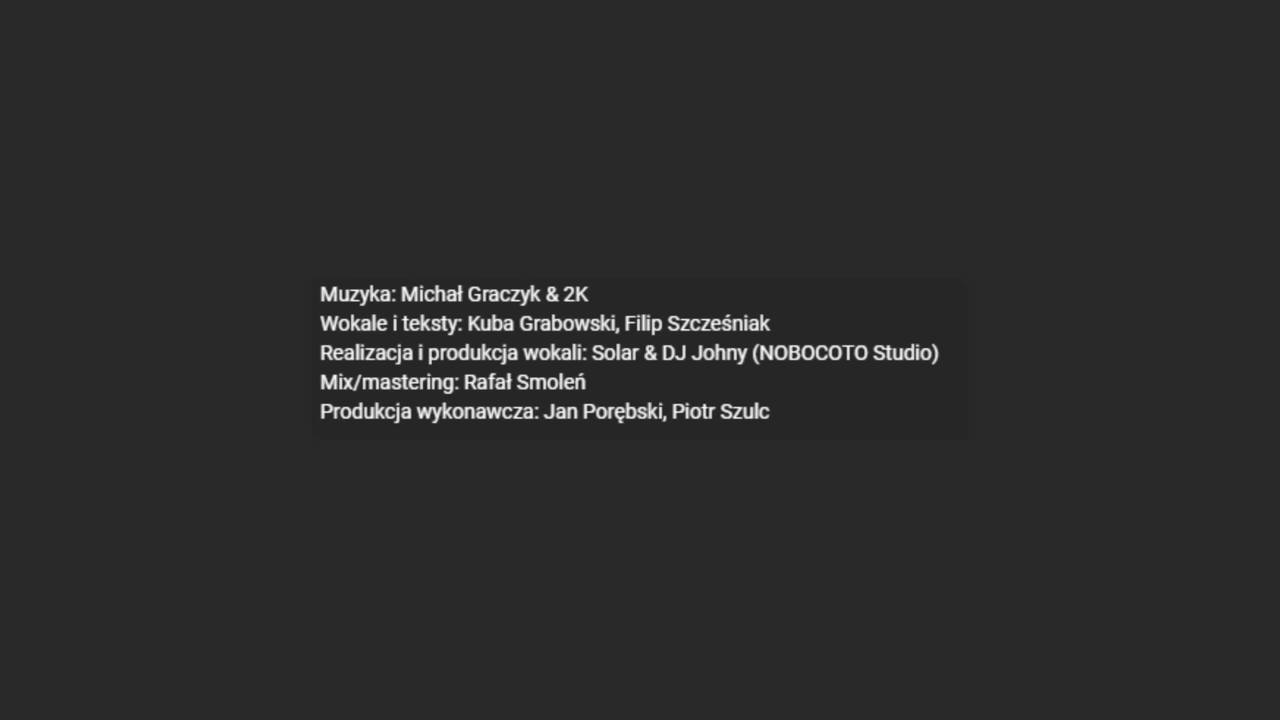 Muzyka: Michał Graczyk & 2K
Wokale i teksty: Kuba Grabowski, Filip Szcześniak
Realizacja i produkcja wokali: Solar & DJ Johny (NOBOCOTO Studio)
Mix/mastering: Rafał Smoleń
Produkcja wykonawcza: Jan Porębski, Piotr Szulc